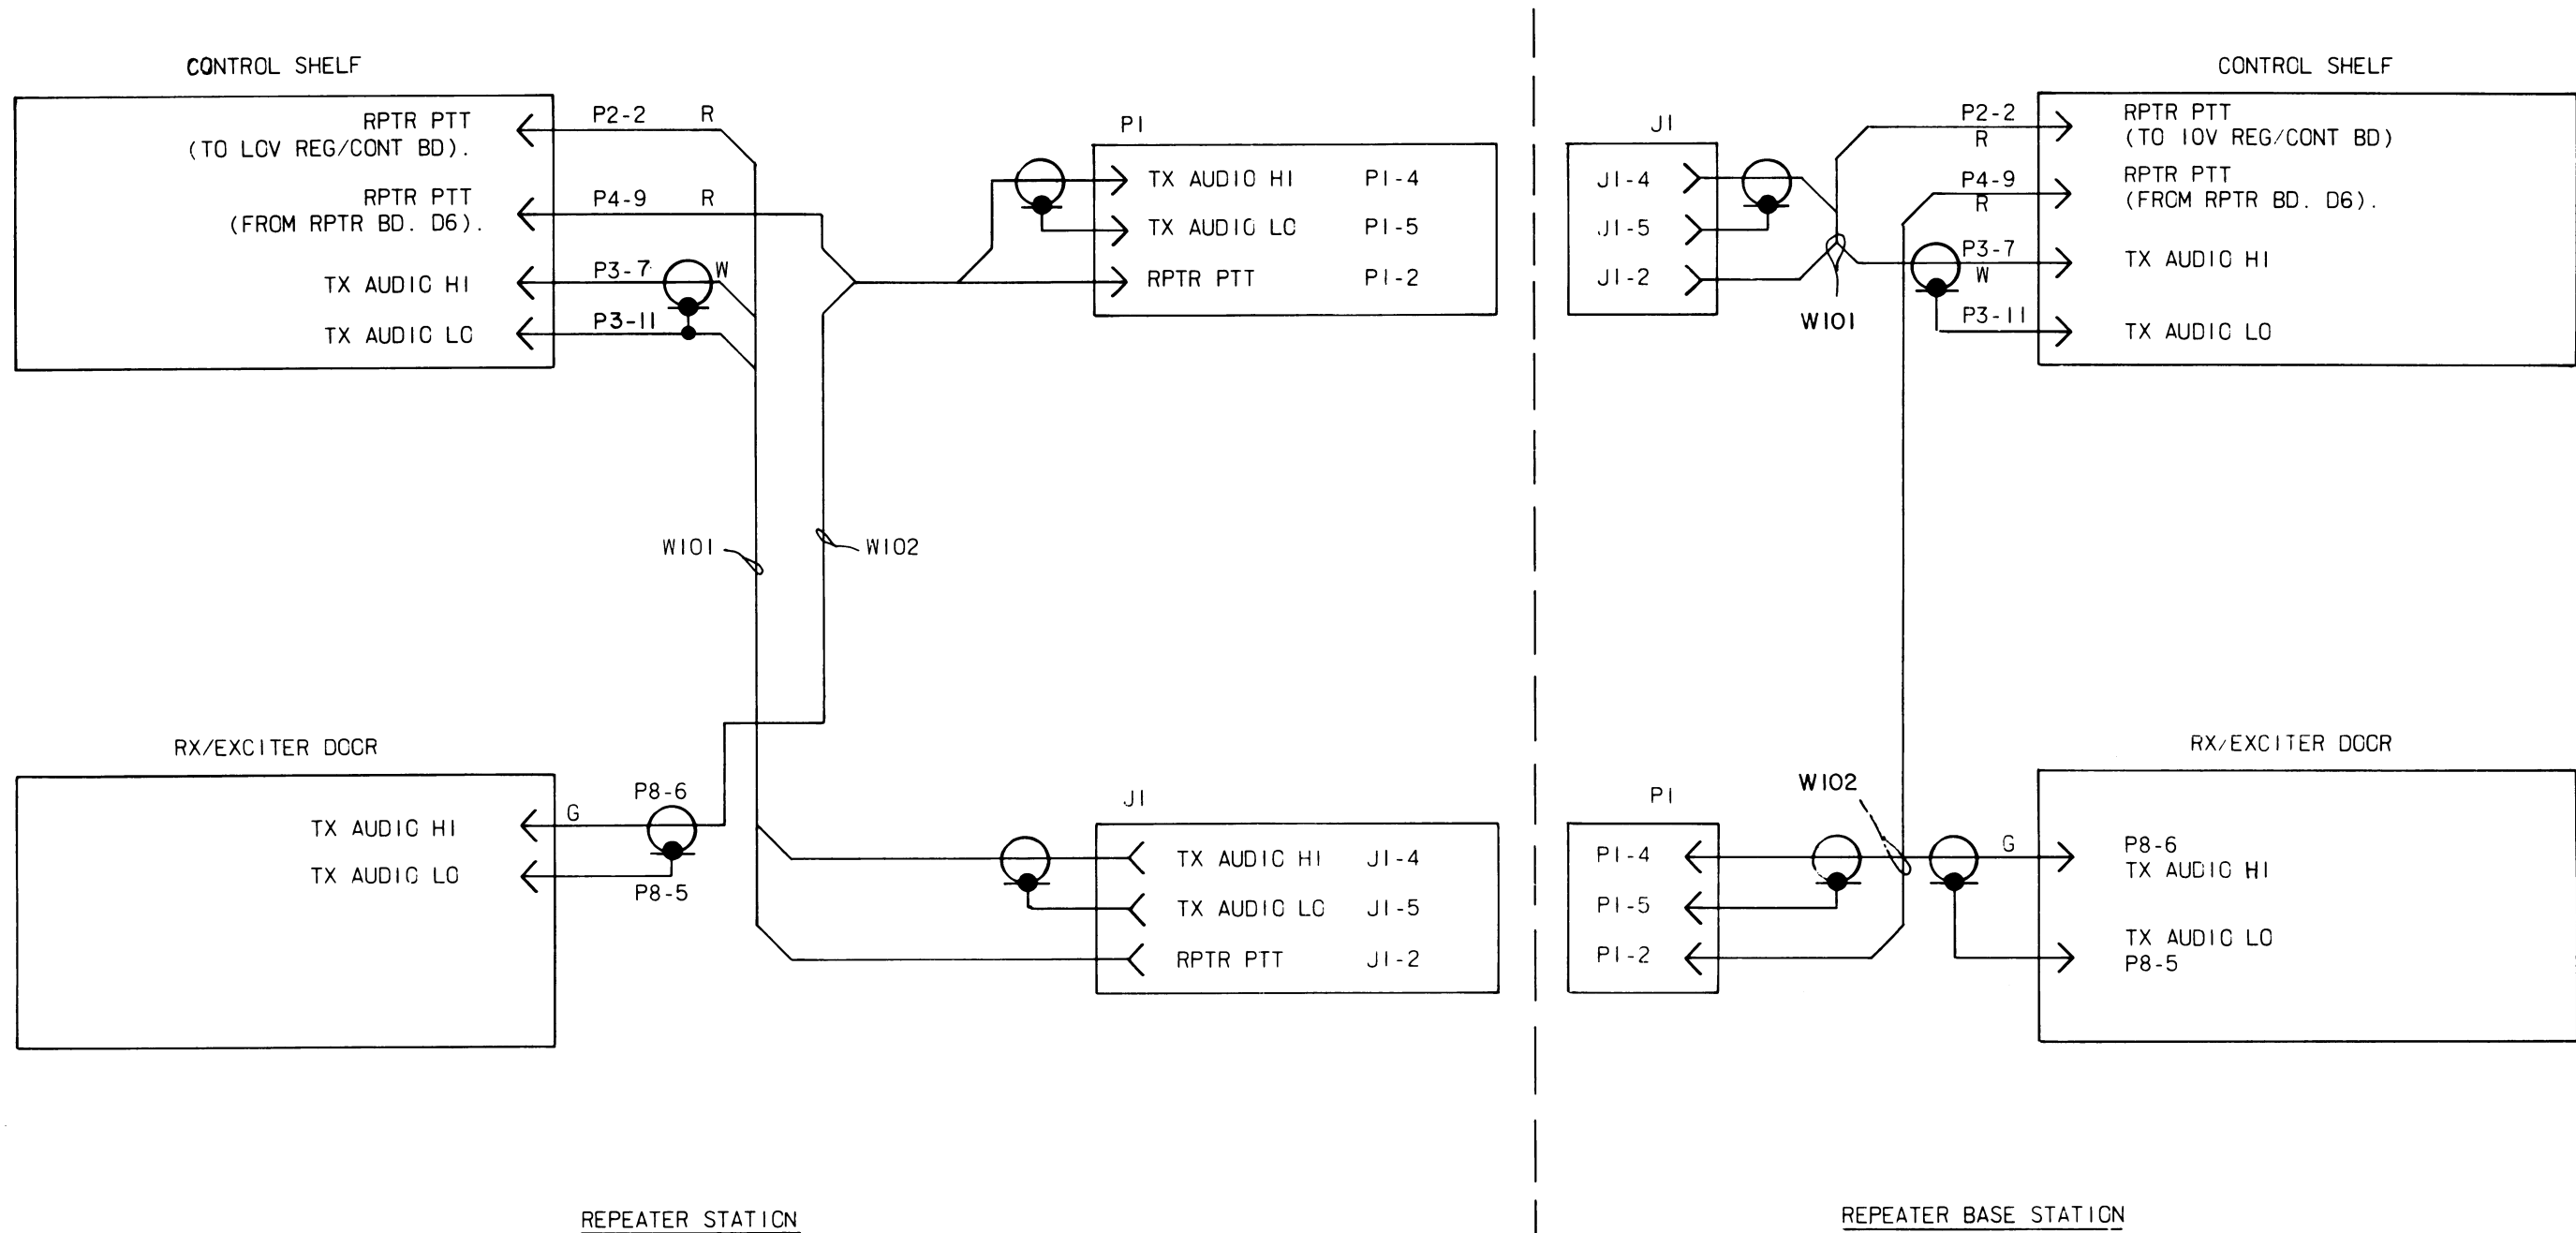 CONTROL SHELF
RPTR PTT
(TO LOV REG/CONT BD).
RPTR PTT
(FROM RPTR BD. D6).
TX AUDIO HI
TX AUDIO LO
P2-2 R
P4-9 R
P3-7 W
P3-11
P1
TX AUDIO HI P1-4
TX AUDIO LO P1-5
RPTR PTT P1-2
W101
W102
RX/EXCITER DOOR
TX AUDIO HI
TX AUDIO LO
G
P8-6
P8-5
J1
TX AUDIO HI J1-4
TX AUDIO LO J1-5
RPTR PTT J1-2
REPEATER STATION
J1
J1-4
J1-5
J1-2
W101
P2-2
R
P4-9
R
P3-7
W
P3-11
CONTROL SHELF
RPTR PTT
(TO 10V REG/CONT BD)
RPTR PTT
(FROM RPTR BD. D6).
TX AUDIO HI
TX AUDIO LO
P1
P1-4
P1-5
P1-2
W102
G
RX/EXCITER DOOR
P8-6
TX AUDIO HI
TX AUDIO LO
P8-5
REPEATER BASE STATION